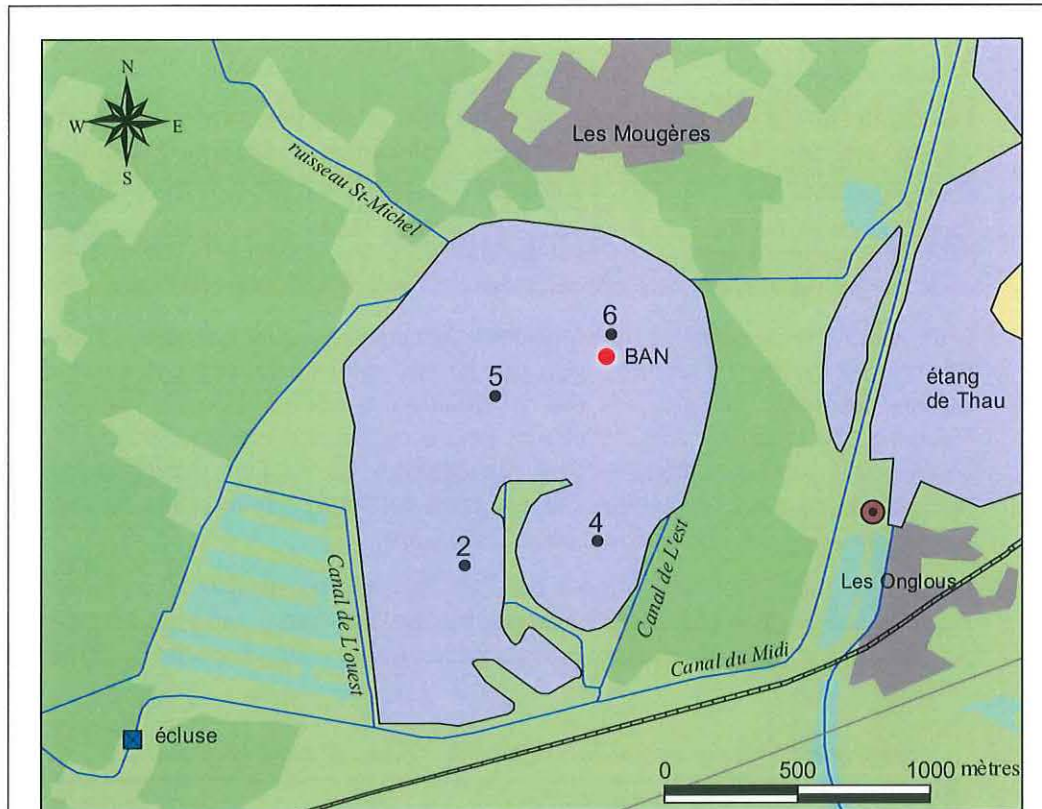 N
W E
S
Les Mougères
ruisseau St-Michel
6
BAN
5
étang
de Thau
4
2
Canal de L'ouest
Canal de L'est
Les Onglous
Canal du Midi
écluse
0 500 1000 mètres